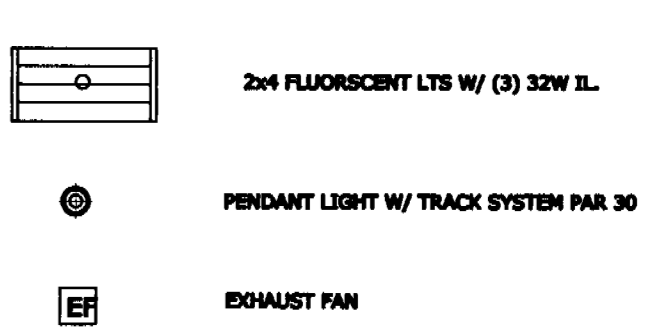 2x4 FLUORSCENT LTS W/ (3) 32W IL.
PENDANT LIGHT W/ TRACK SYSTEM PAR 30
EF EXHAUST FAN